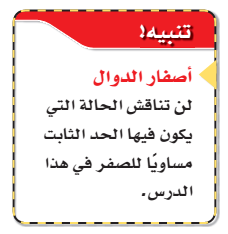 تنبيه!
أصفار الدوال
لن تناقش الحالة التي
يكون فيها الحد الثابت
مساويًا للصفر في هذا
الدرس.